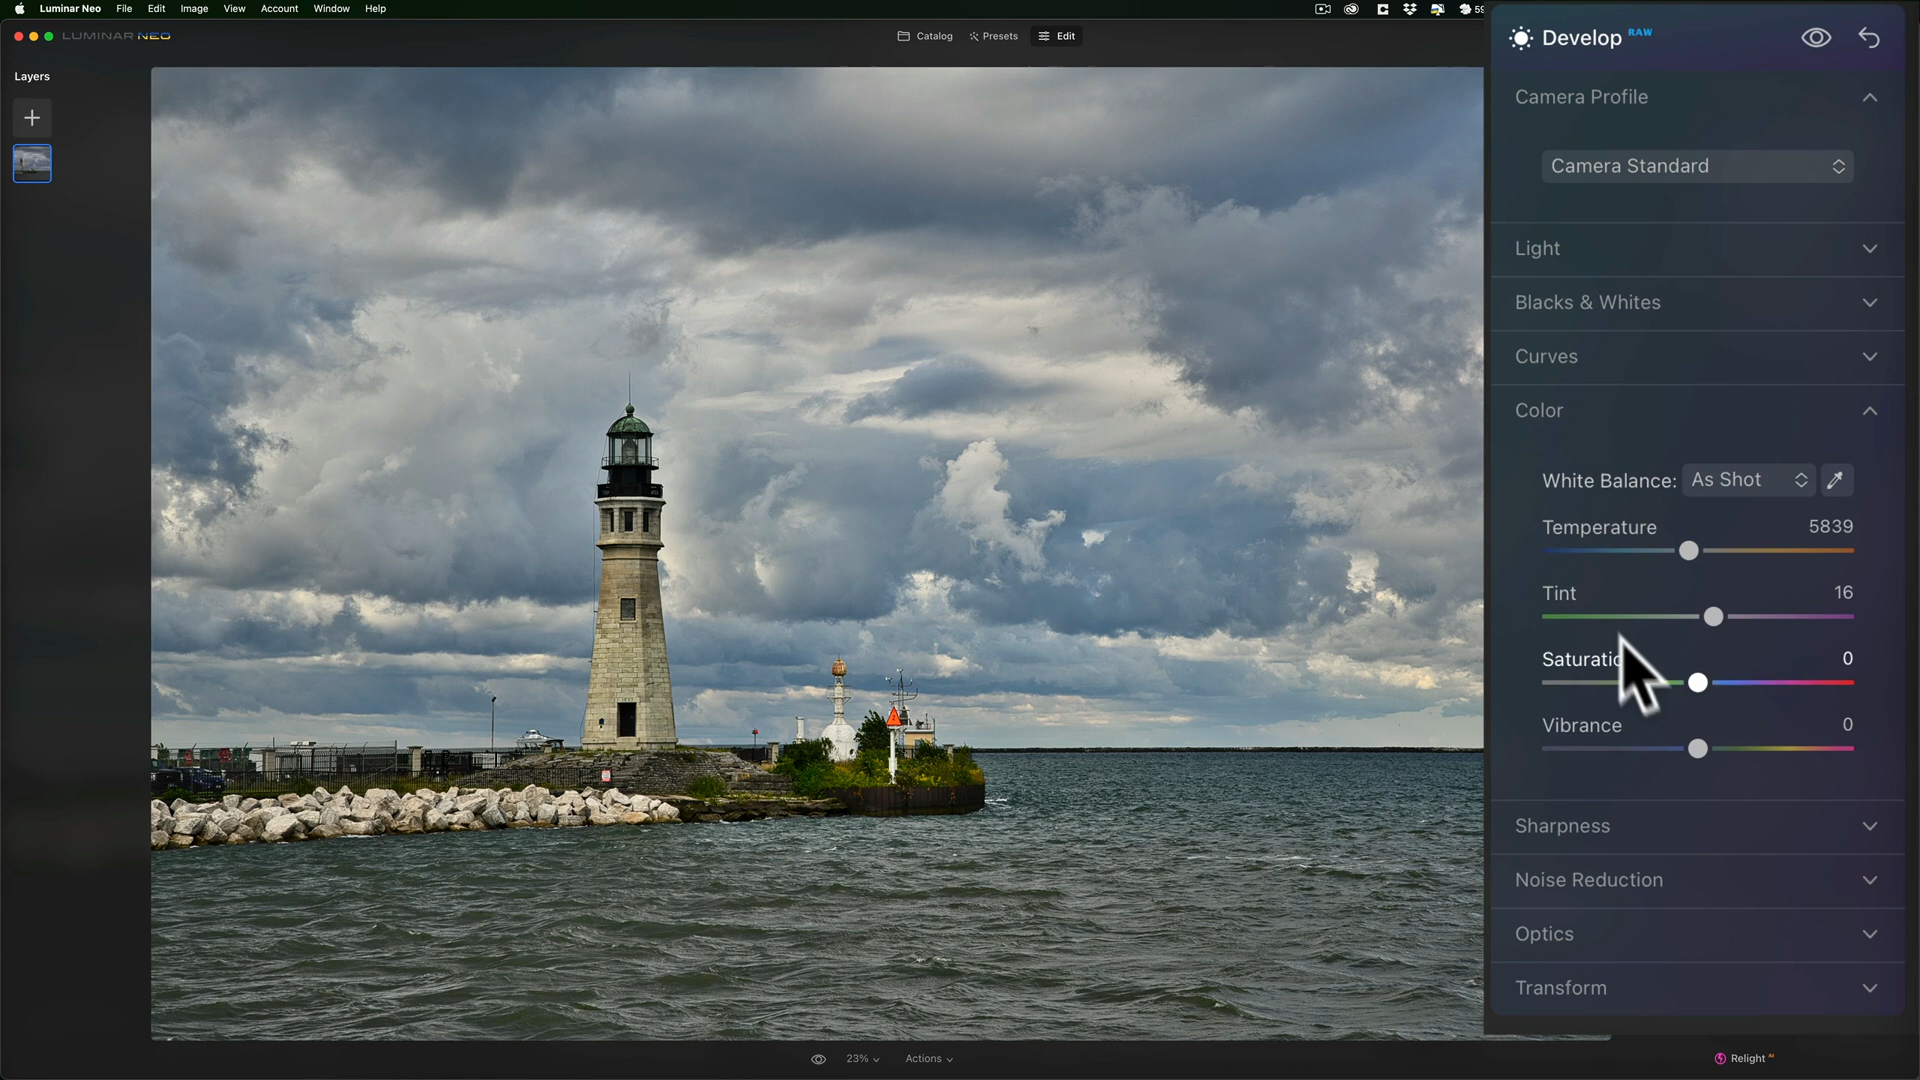 Luminar Neo File Edit Image View Account Window Help
LUMINAR NEO
Catalog Presets Edit
Layers
Develop RAW
Camera Profile
Camera Standard
Light
Blacks & Whites
Curves
Color
White Balance: As Shot
Temperature 5839
Tint 16
Saturatio 0
Vibrance 0
Sharpness
Noise Reduction
Optics
Transform
23% Actions
Relight AI